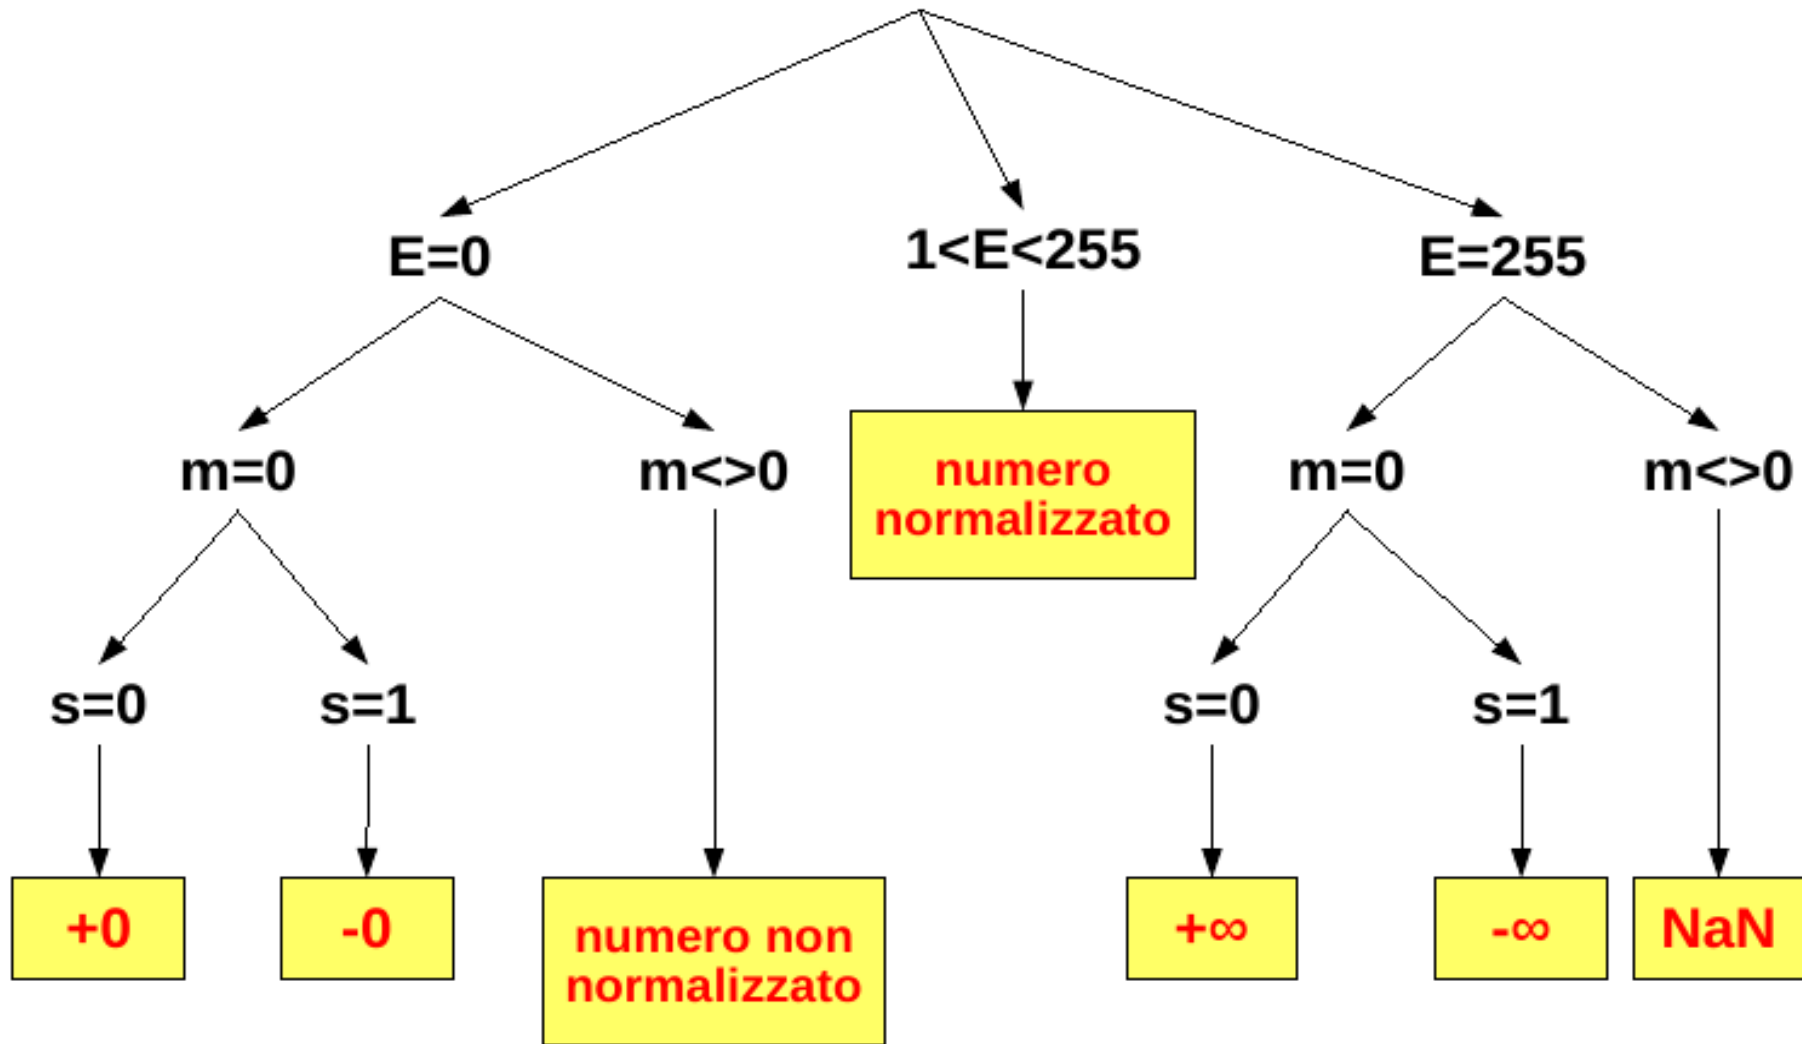 E=0
1<E<255
E=255
m=0
m<>0
numero
normalizzato
m=0
m<>0
s=0
s=1
s=0
s=1
+0
-0
numero non
normalizzato
+∞
-∞
NaN